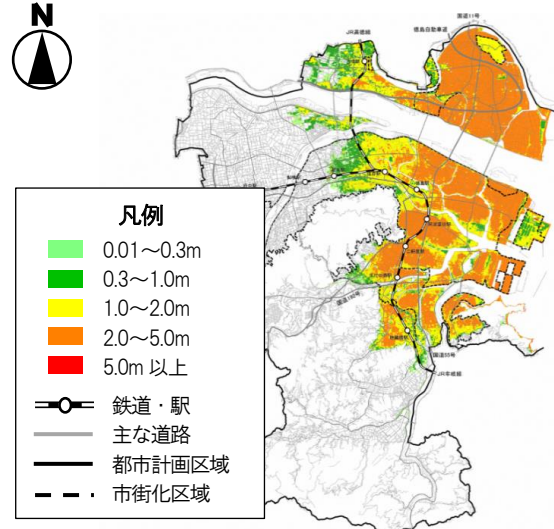 N
国道11号
徳島自動車道
JR高徳線
凡例
0.01～0.3m
0.3～1.0m
1.0～2.0m
2.0～5.0m
5.0m 以上
鉄道・駅
主な道路
都市計画区域
市街化区域
国道55号
JR牟岐線